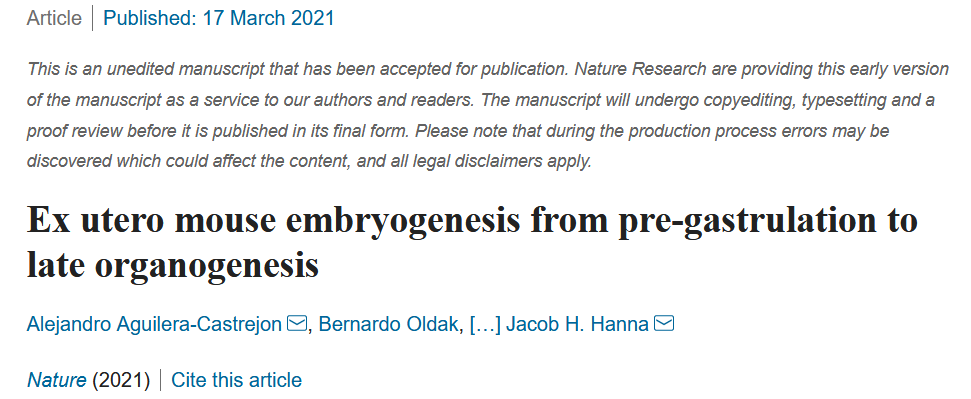 Article | Published: 17 March 2021
This is an unedited manuscript that has been accepted for publication. Nature Research are providing this early version
of the manuscript as a service to our authors and readers. The manuscript will undergo copyediting, typesetting and a
proof review before it is published in its final form. Please note that during the production process errors may be
discovered which could affect the content, and all legal disclaimers apply.
Ex utero mouse embryogenesis from pre-gastrulation to
late organogenesis
Alejandro Aguilera-Castrejon, Bernardo Oldak, [...] Jacob H. Hanna
Nature (2021) | Cite this article